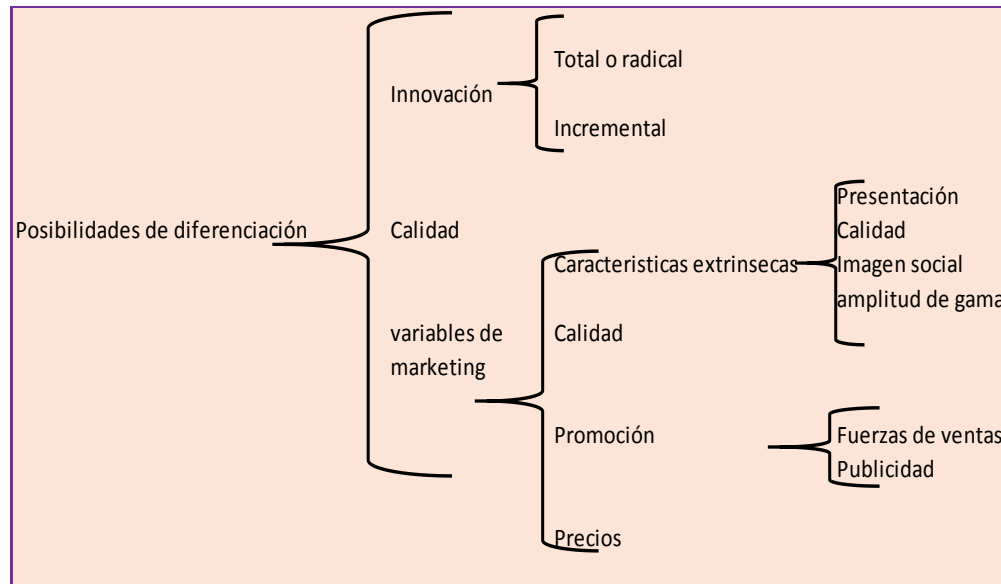 Posibilidades de diferenciación
Innovación
Total o radical
Incremental
Calidad
variables de
marketing
Caracteristicas extrinsecas
Presentación
Calidad
Imagen social
amplitud de gama
Calidad
Promoción
Fuerzas de ventas
Publicidad
Precios